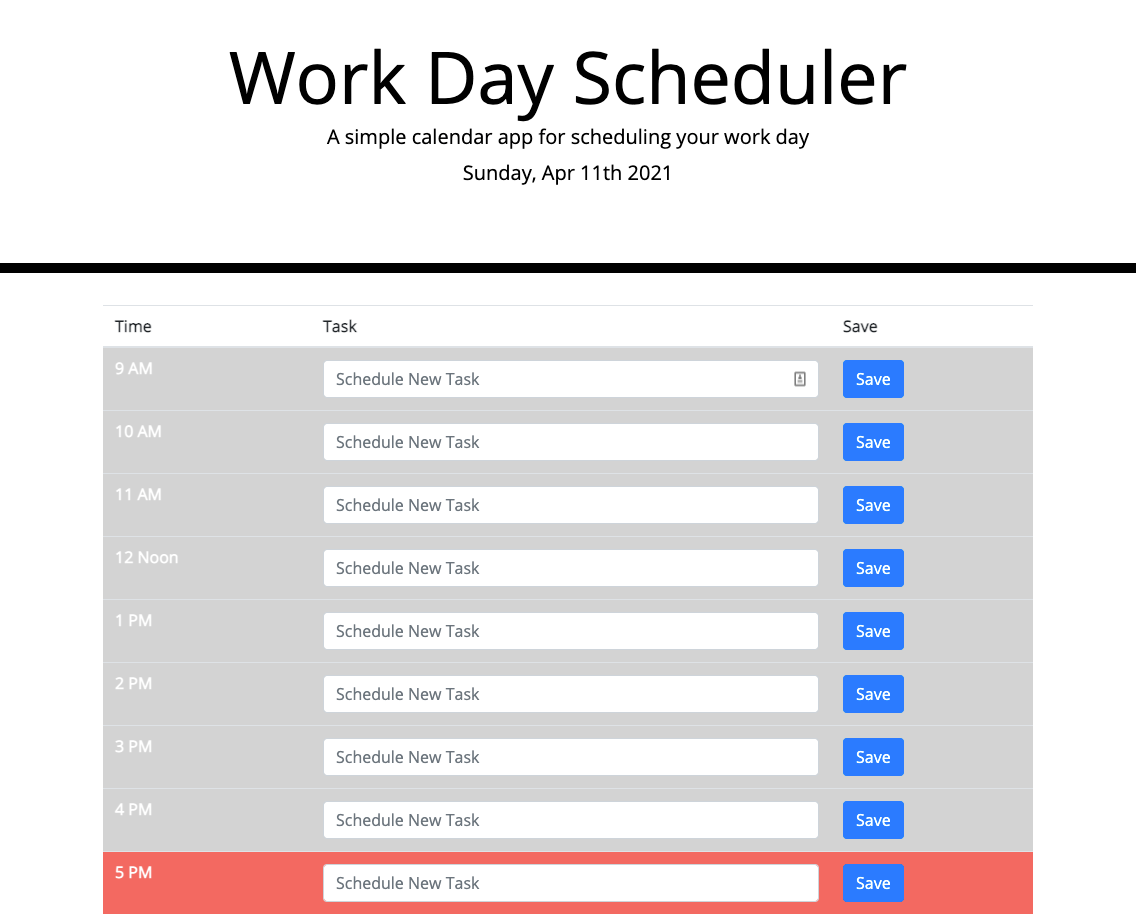 Work Day Scheduler
A simple calendar app for scheduling your work day
Sunday, Apr 11th 2021
Time Task Save
9 AM Schedule New Task Save
10 AM Schedule New Task Save
11 AM Schedule New Task Save
12 Noon Schedule New Task Save
1 PM Schedule New Task Save
2 PM Schedule New Task Save
3 PM Schedule New Task Save
4 PM Schedule New Task Save
5 PM Schedule New Task Save